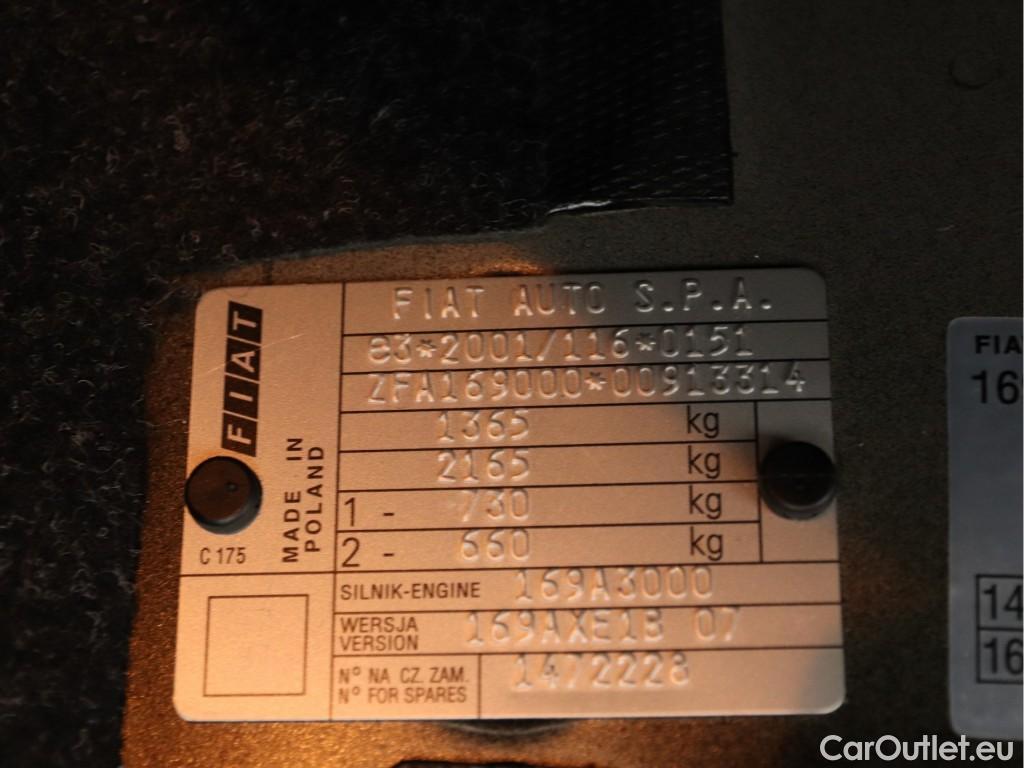 FIAT AUTO S.P.A.
83*2001/116*0151
ZFA169000*00913314
1365 kg
2165 kg
1 - 730 kg
2 - 660 kg
FIAT
MADE IN
POLAND
C 175
SILNIK-ENGINE 169A3000
WERSJA
VERSION
169AXE1B 07
N° NA CZ. ZAM.
N° FOR SPARES
1472228
FIA
16
14
16
CarOutlet.eu